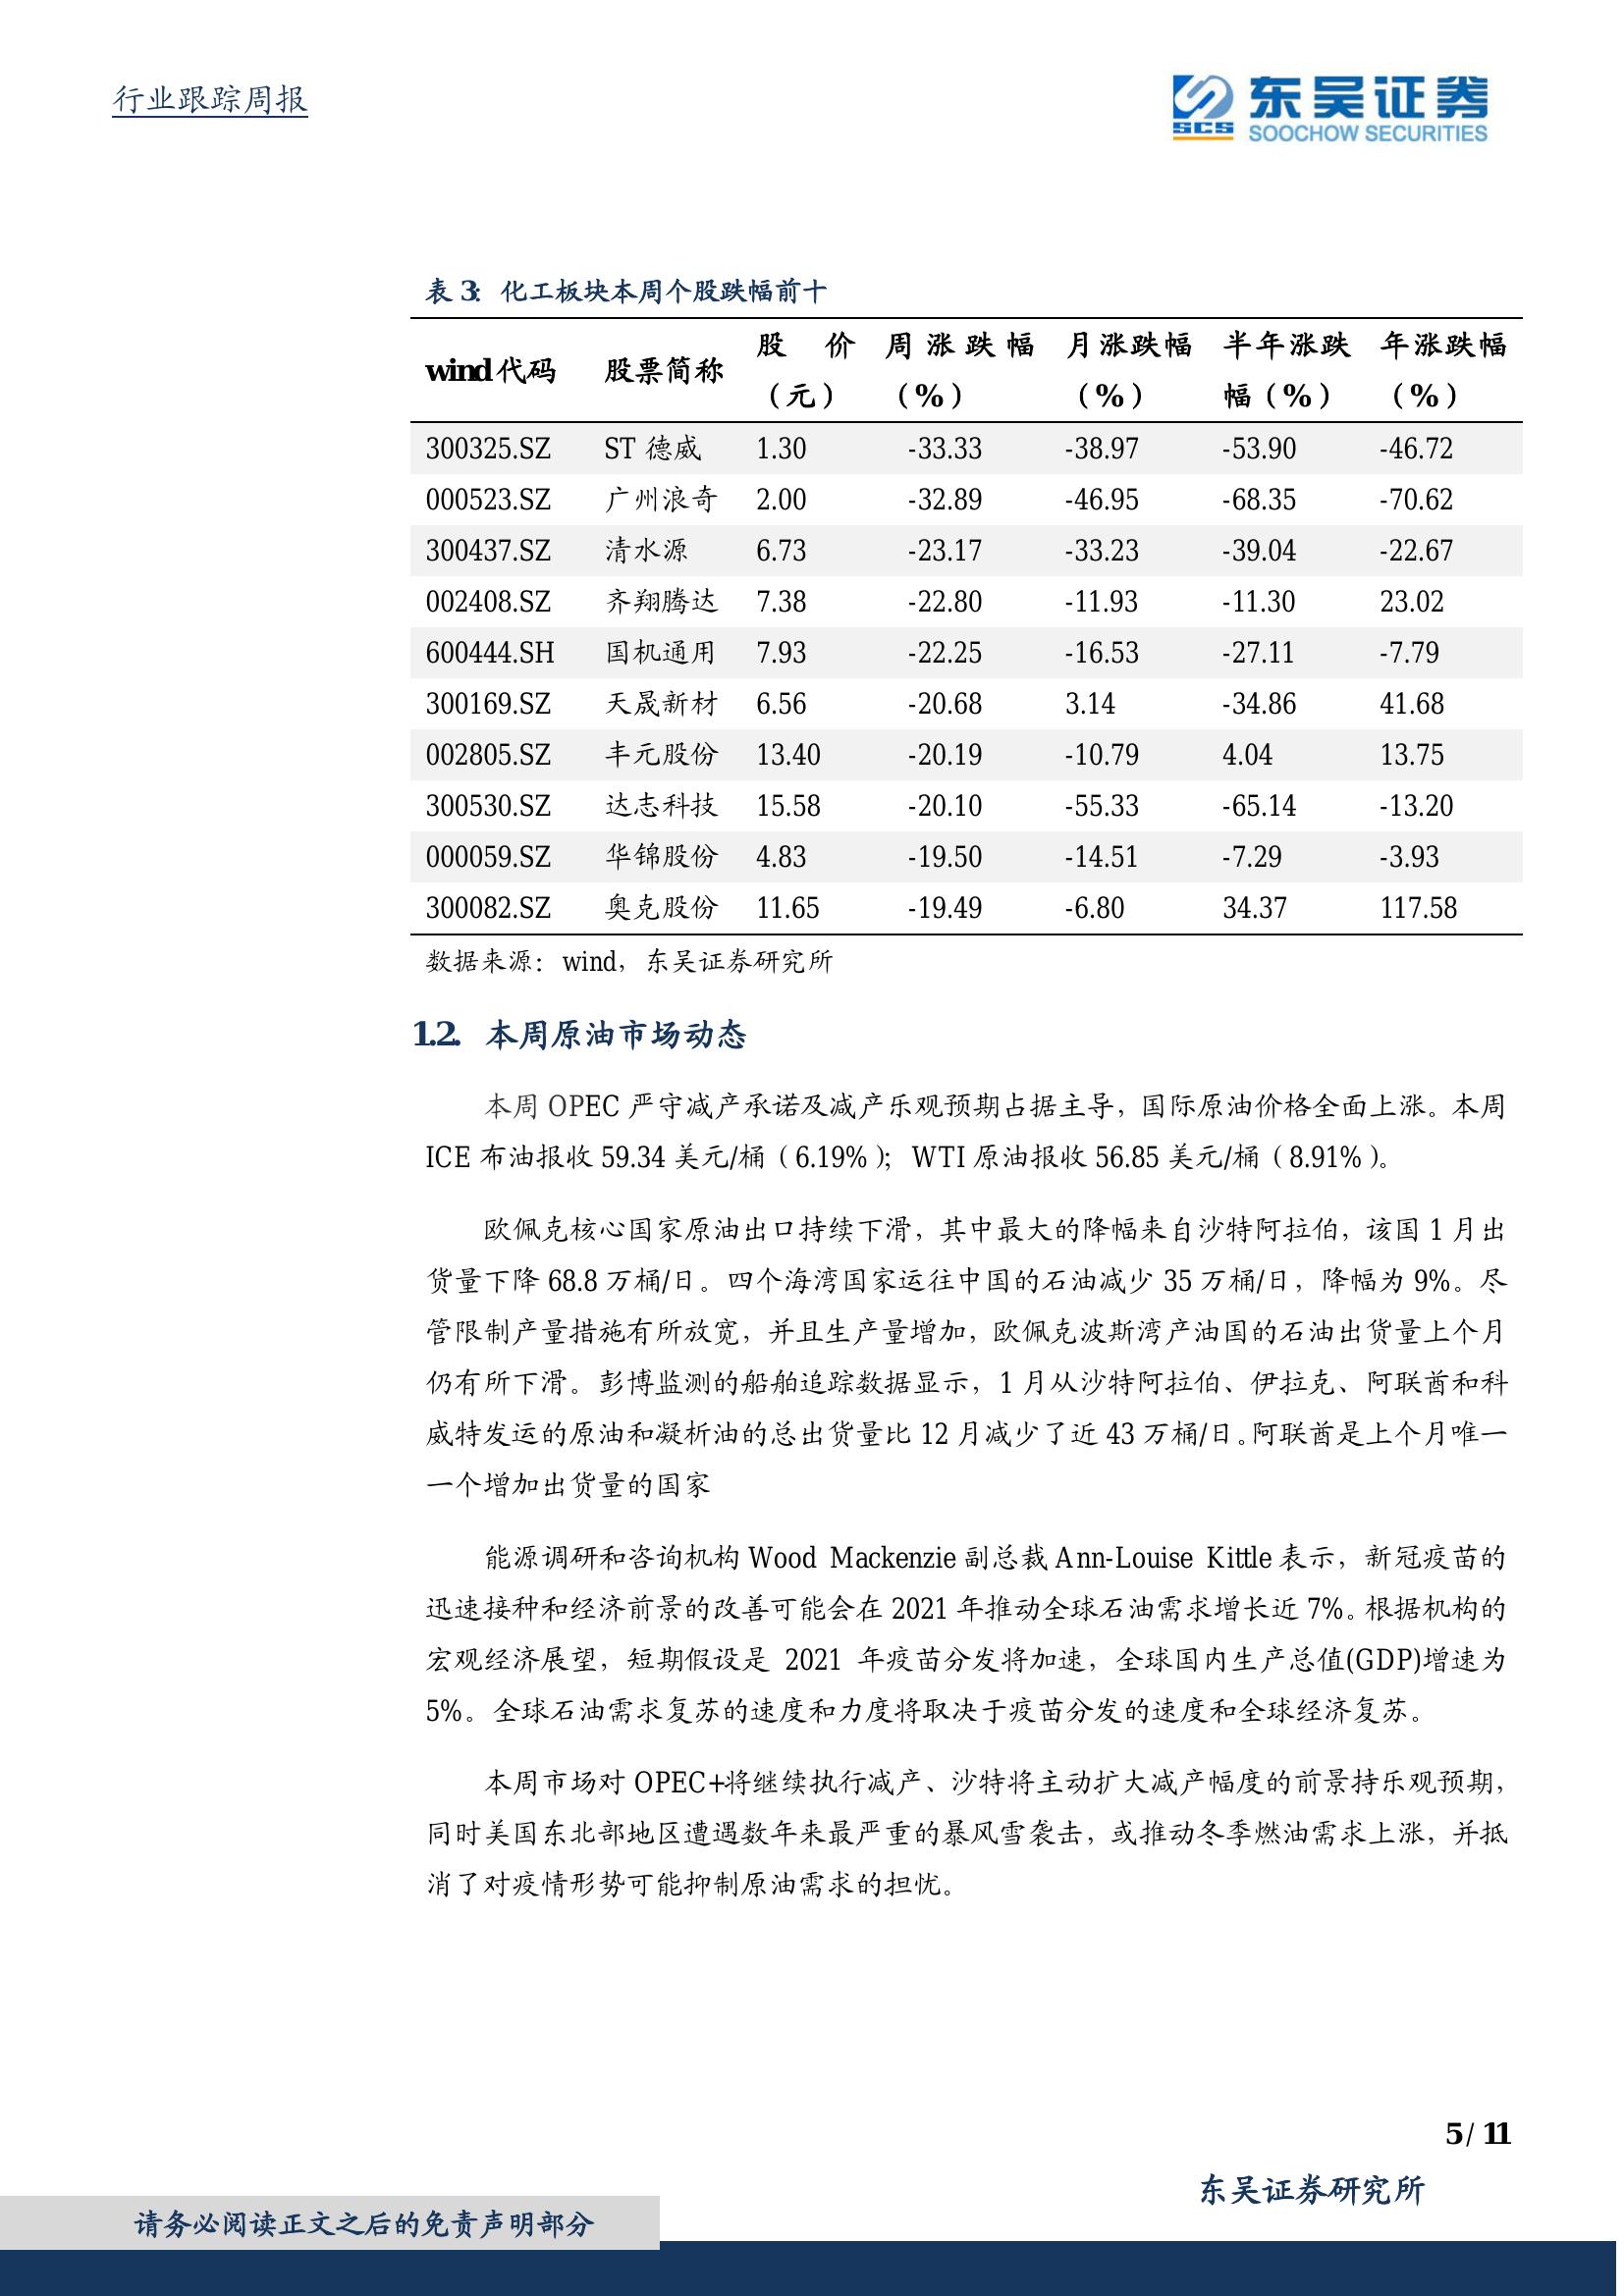 行业跟踪周报
SCS 东吴证券
SOOCHOW SECURITIES
表 3：化工板块本周个股跌幅前十
wind代码 股票简称 股价（元） 周涨跌幅（%） 月涨跌幅（%） 半年涨跌幅（%） 年涨跌幅（%）
300325.SZ ST 德威 1.30 -33.33 -38.97 -53.90 -46.72
000523.SZ 广州浪奇 2.00 -32.89 -46.95 -68.35 -70.62
300437.SZ 清水源 6.73 -23.17 -33.23 -39.04 -22.67
002408.SZ 齐翔腾达 7.38 -22.80 -11.93 -11.30 23.02
600444.SH 国机通用 7.93 -22.25 -16.53 -27.11 -7.79
300169.SZ 天晟新材 6.56 -20.68 3.14 -34.86 41.68
002805.SZ 丰元股份 13.40 -20.19 -10.79 4.04 13.75
300530.SZ 达志科技 15.58 -20.10 -55.33 -65.14 -13.20
000059.SZ 华锦股份 4.83 -19.50 -14.51 -7.29 -3.93
300082.SZ 奥克股份 11.65 -19.49 -6.80 34.37 117.58
数据来源：wind，东吴证券研究所
1.2. 本周原油市场动态
本周 OPEC 严守减产承诺及减产乐观预期占据主导，国际原油价格全面上涨。本周
ICE 布油报收 59.34 美元/桶（6.19%）；WTI 原油报收 56.85 美元/桶（8.91%）。
欧佩克核心国家原油出口持续下滑，其中最大的降幅来自沙特阿拉伯，该国 1 月出
货量下降 68.8 万桶/日。四个海湾国家运往中国的石油减少 35 万桶/日，降幅为 9%。尽
管限制产量措施有所放宽，并且生产量增加，欧佩克波斯湾产油国的石油出货量上个月
仍有所下滑。彭博监测的船舶追踪数据显示，1 月从沙特阿拉伯、伊拉克、阿联酋和科
威特发运的原油和凝析油的总出货量比 12 月减少了近 43 万桶/日。阿联酋是上个月唯一
一个增加出货量的国家
能源调研和咨询机构 Wood Mackenzie 副总裁 Ann-Louise Kittle 表示，新冠疫苗的
迅速接种和经济前景的改善可能会在 2021 年推动全球石油需求增长近 7%。根据机构的
宏观经济展望，短期假设是 2021 年疫苗分发将加速，全球国内生产总值(GDP)增速为
5%。全球石油需求复苏的速度和力度将取决于疫苗分发的速度和全球经济复苏。
本周市场对 OPEC+将继续执行减产、沙特将主动扩大减产幅度的前景持乐观预期，
同时美国东北部地区遭遇数年来最严重的暴风雪袭击，或推动冬季燃油需求上涨，并抵
消了对疫情形势可能抑制原油需求的担忧。
5 / 11
东吴证券研究所
请务必阅读正文之后的免责声明部分